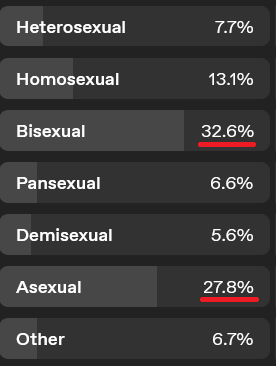 Heterosexual 7.7%
Homosexual 13.1%
Bisexual 32.6%
Pansexual 6.6%
Demisexual 5.6%
Asexual 27.8%
Other 6.7%